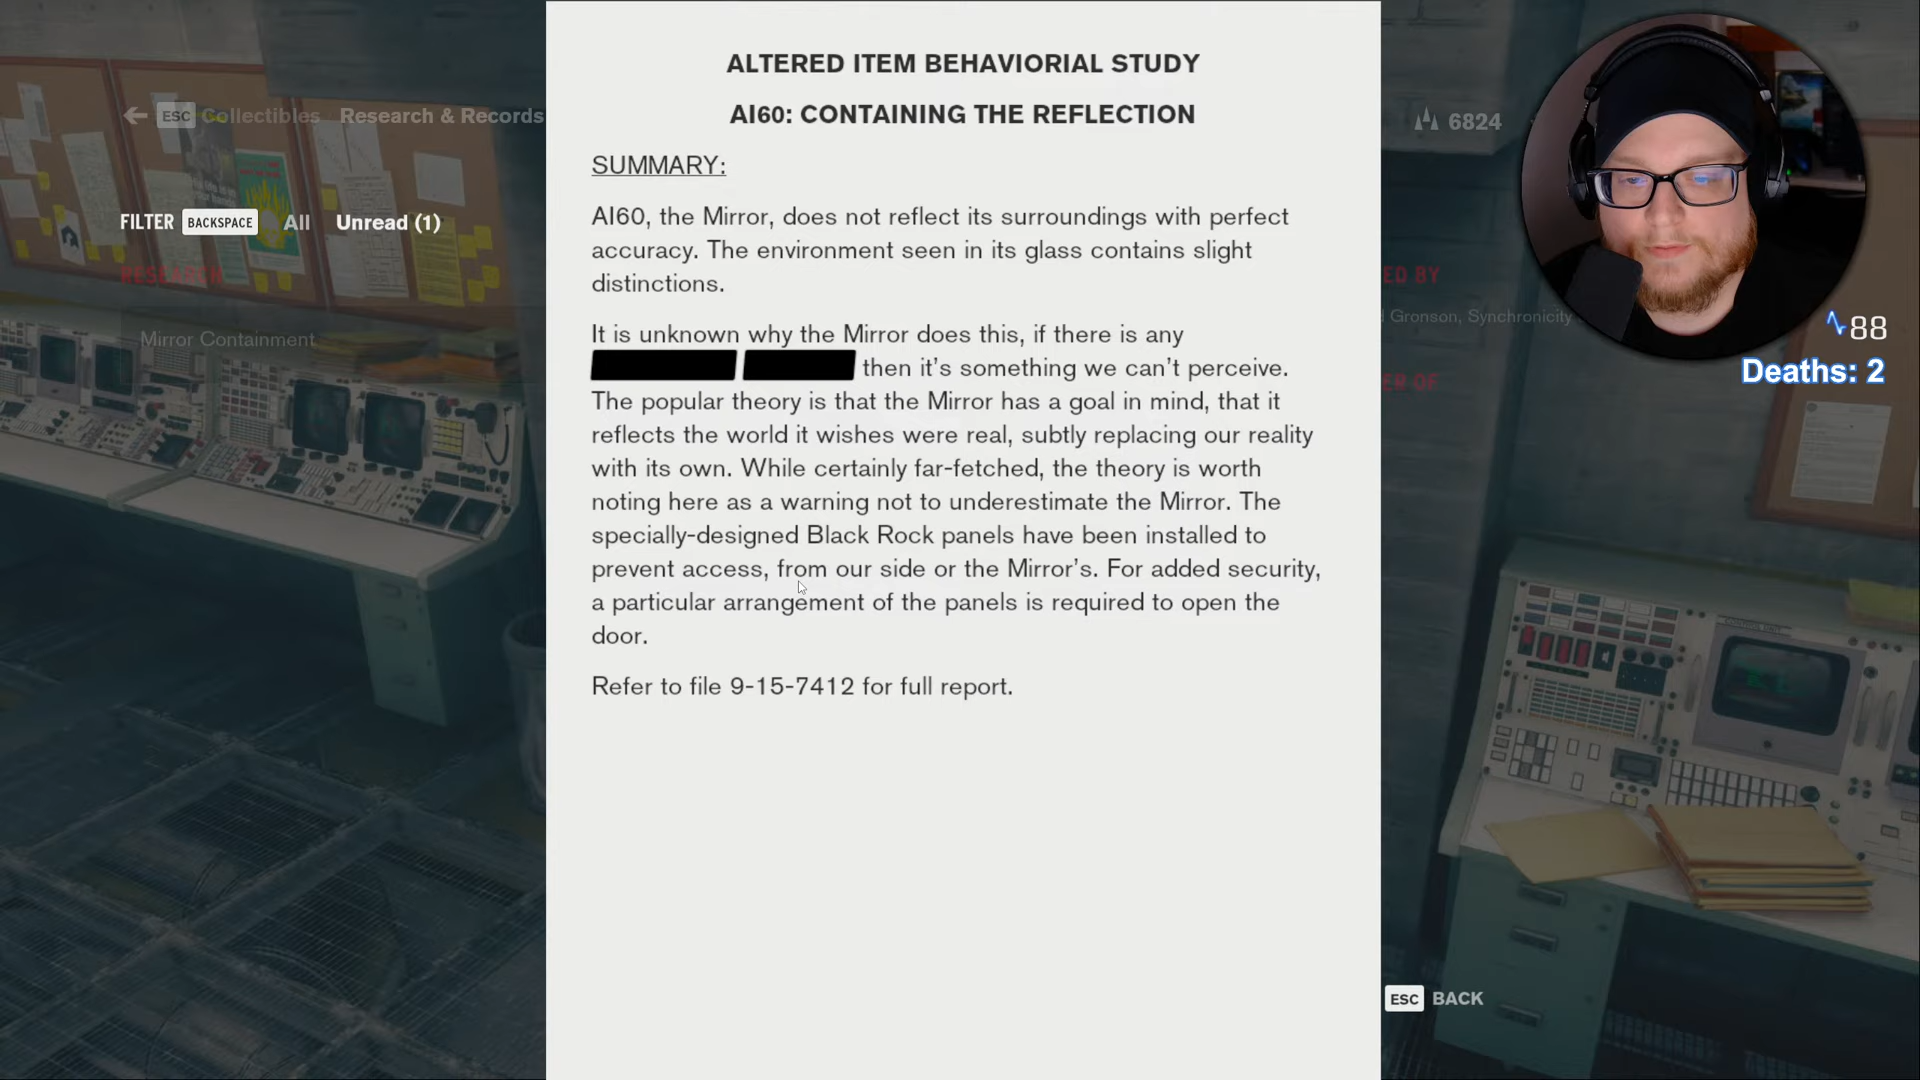 ALTERED ITEM BEHAVIORIAL STUDY
AI60: CONTAINING THE REFLECTION
SUMMARY:
AI60, the Mirror, does not reflect its surroundings with perfect
accuracy. The environment seen in its glass contains slight
distinctions.
It is unknown why the Mirror does this, if there is any
then it's something we can't perceive.
The popular theory is that the Mirror has a goal in mind, that it
reflects the world it wishes were real, subtly replacing our reality
with its own. While certainly far-fetched, the theory is worth
noting here as a warning not to underestimate the Mirror. The
specially-designed Black Rock panels have been installed to
prevent access, from our side or the Mirror's. For added security,
a particular arrangement of the panels is required to open the
door.
Refer to file 9-15-7412 for full report.
ESC Collectibles Research & Records
FILTER BACKSPACE All Unread (1)
RESEARCH
Mirror Containment
6824
ED BY
d Gronson, Synchronicity
ER OF
88
Deaths: 2
ESC BACK